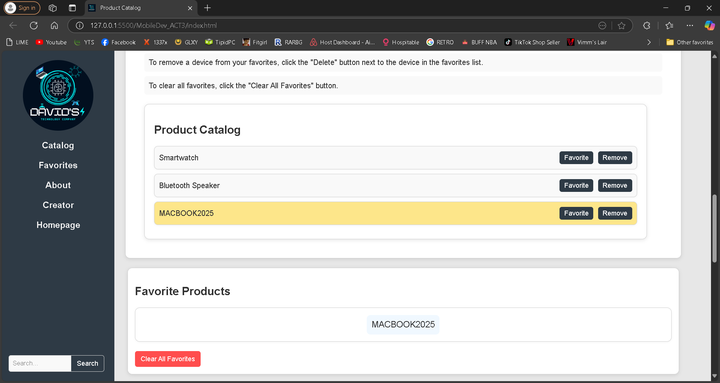 Sign in
Product Catalog
127.0.0.1:5500/MobileDev_ACT3/index.html
LIME
Youtube
YTS
Facebook
1337x
GLXY
TipidPC
Fitgirl
RARBG
Host Dashboard - Ai...
Hospitable
RETRO
BUFF NBA
TikTok Shop Seller
Vimm's Lair
Other favorites
DAVID'S
TECHNOLOGY COMPANY
Catalog
Favorites
About
Creator
Homepage
Search...
Search
To remove a device from your favorites, click the "Delete" button next to the device in the favorites list.
To clear all favorites, click the "Clear All Favorites" button.
Product Catalog
Smartwatch
Favorite
Remove
Bluetooth Speaker
Favorite
Remove
MACBOOK2025
Favorite
Remove
Favorite Products
MACBOOK2025
Clear All Favorites